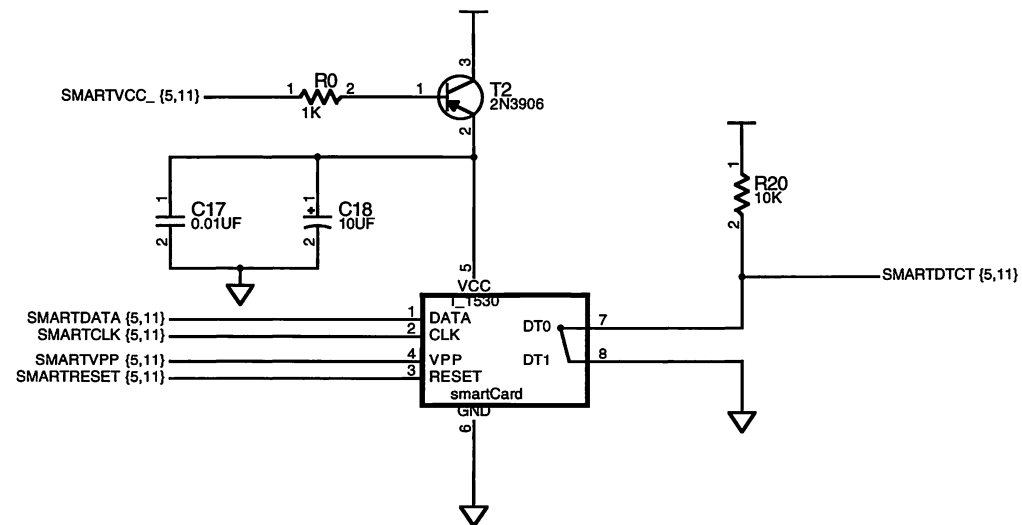 3
R0
1
2
SMARTVCC_ {5,11}
1K
1
T2
2N3906
2
1
R20
10K
2
1
C17
0.01UF
2
+
1
C18
10UF
2
SMARTDTCT {5,11}
5
VCC
I_1530
SMARTDATA {5,11}
1
DATA
SMARTCLK {5,11}
2
CLK
DT0
7
SMARTVPP {5,11}
4
VPP
DT1
8
SMARTRESET {5,11}
3
RESET
smartCard
GND
6